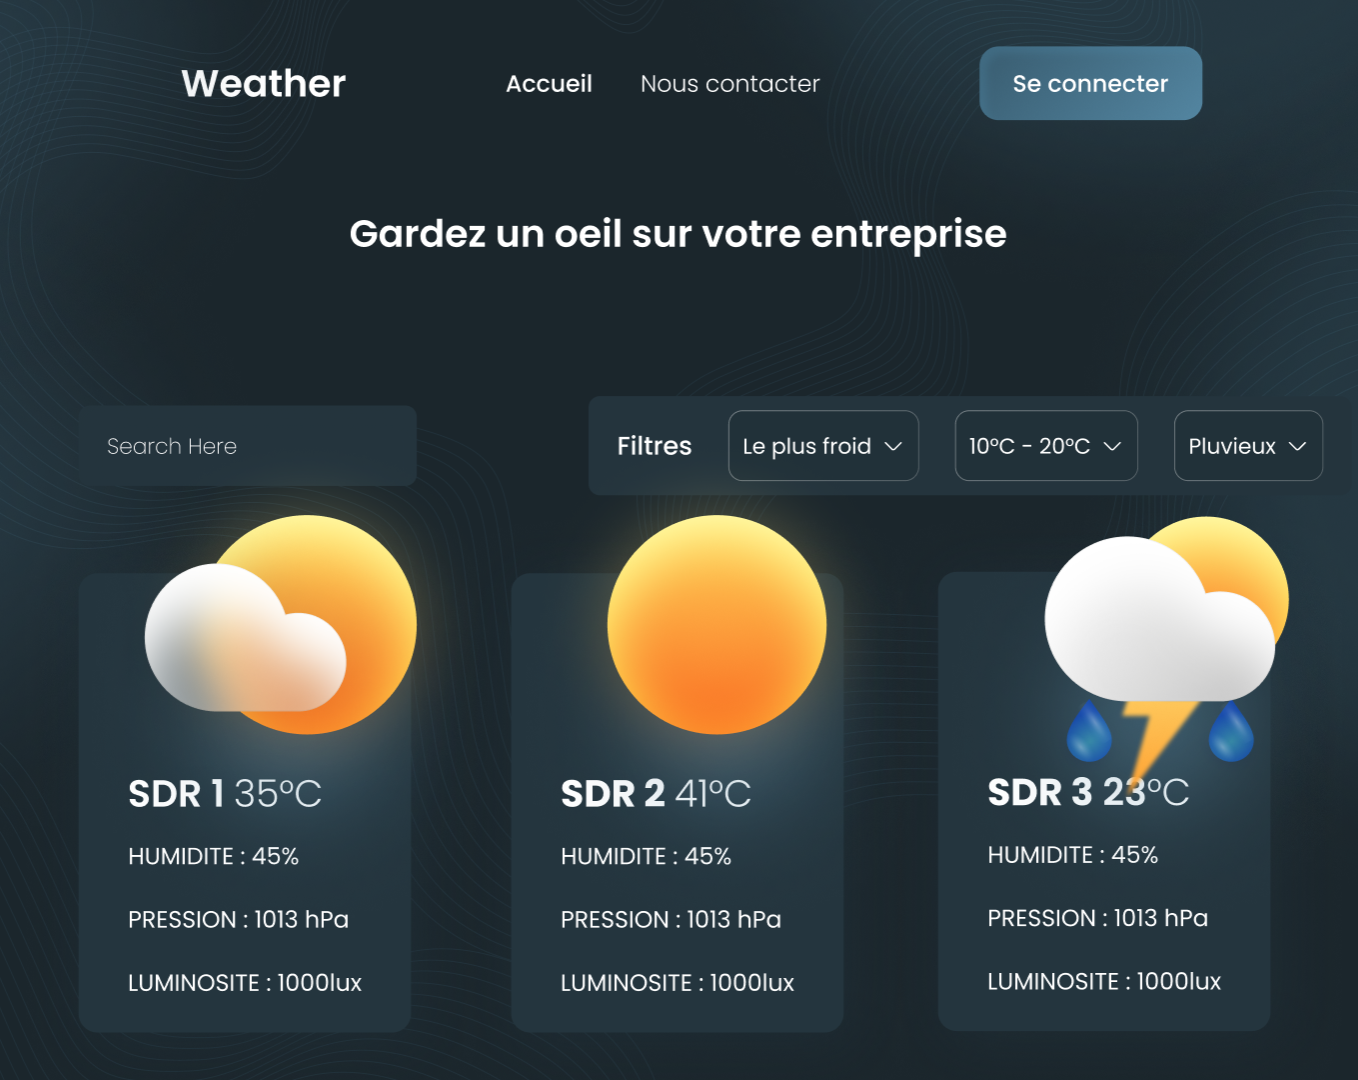 Weather
Accueil
Nous contacter
Se connecter
Gardez un oeil sur votre entreprise
Search Here
Filtres
Le plus froid
10°C - 20°C
Pluvieux
SDR 1 35°C
HUMIDITE : 45%
PRESSION : 1013 hPa
LUMINOSITE : 1000lux
SDR 2 41°C
HUMIDITE : 45%
PRESSION : 1013 hPa
LUMINOSITE : 1000lux
SDR 3 23°C
HUMIDITE : 45%
PRESSION : 1013 hPa
LUMINOSITE : 1000lux